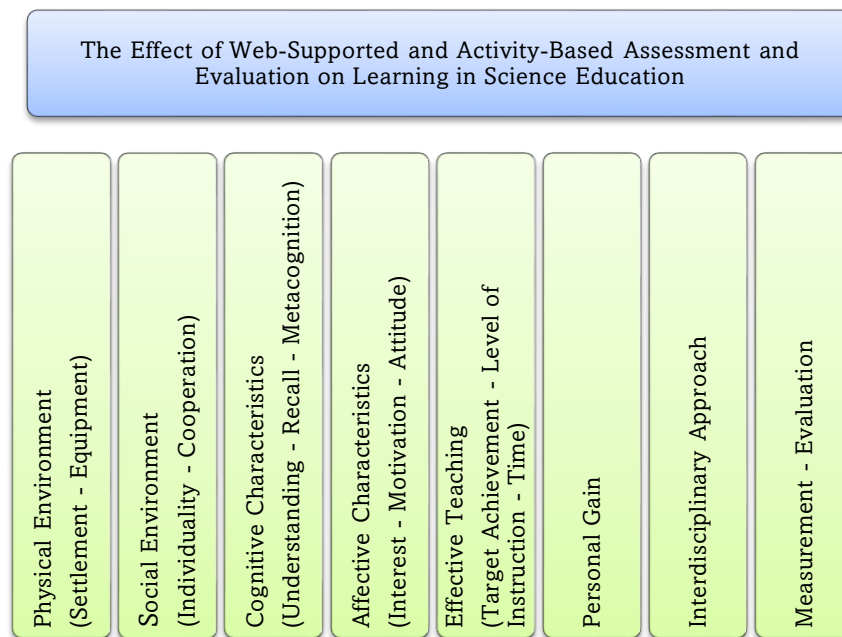 The Effect of Web-Supported and Activity-Based Assessment and
Evaluation on Learning in Science Education
Physical Environment
(Settlement - Equipment)
Social Environment
(Individuality - Cooperation)
Cognitive Characteristics
(Understanding - Recall - Metacognition)
Affective Characteristics
(Interest - Motivation - Attitude)
Effective Teaching
(Target Achievement - Level of
Instruction - Time)
Personal Gain
Interdisciplinary Approach
Measurement - Evaluation